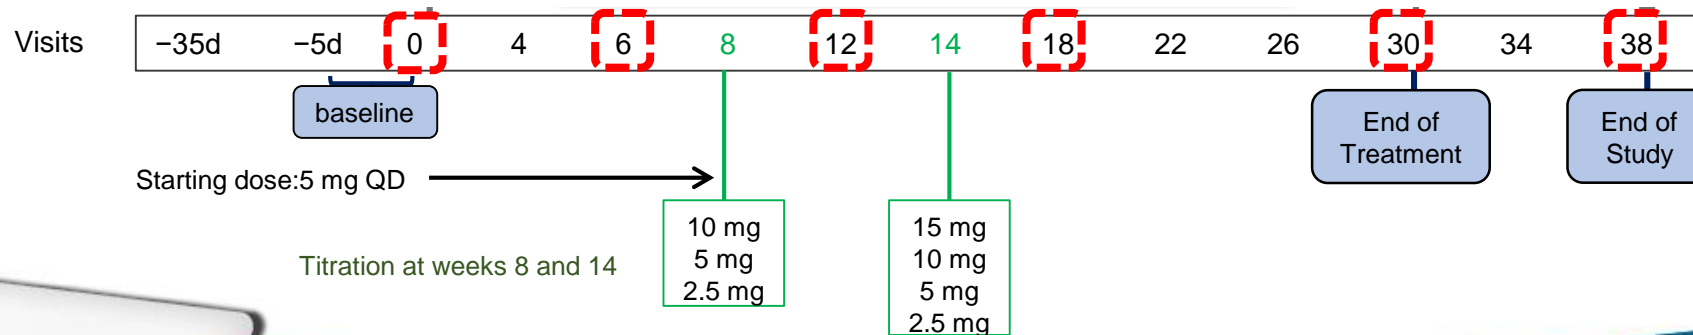 Visits −35d −5d 0 4 6 8 12 14 18 22 26 30 34 38
baseline
End of
Treatment
End of
Study
Starting dose:5 mg QD
10 mg
5 mg
2.5 mg
15 mg
10 mg
5 mg
2.5 mg
Titration at weeks 8 and 14